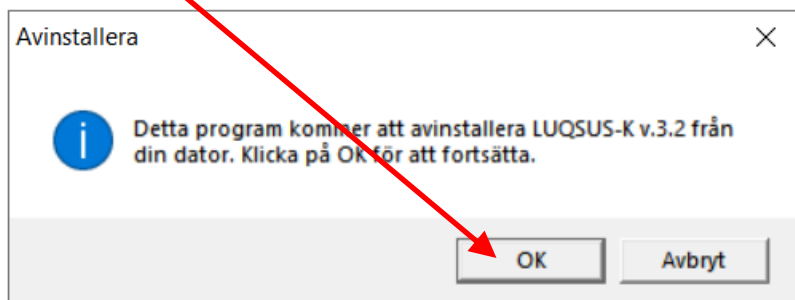 Avinstallera
Detta program kommer att avinstallera LUQSUS-K v.3.2 från
din dator. Klicka på OK för att fortsätta.
OK
Avbryt